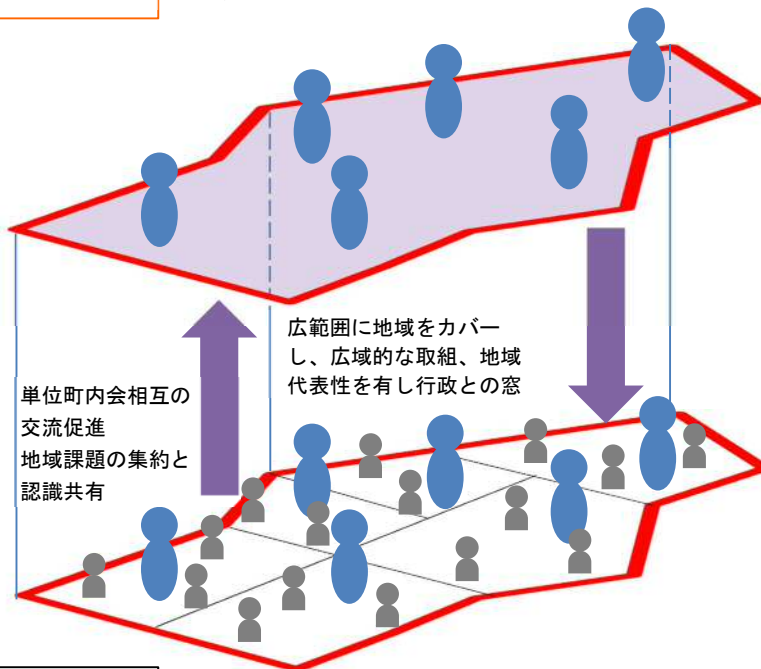 広範囲に地域をカバー
し、広域的な取組、地域
代表性を有し行政との窓
単位町内会相互の
交流促進
地域課題の集約と
認識共有